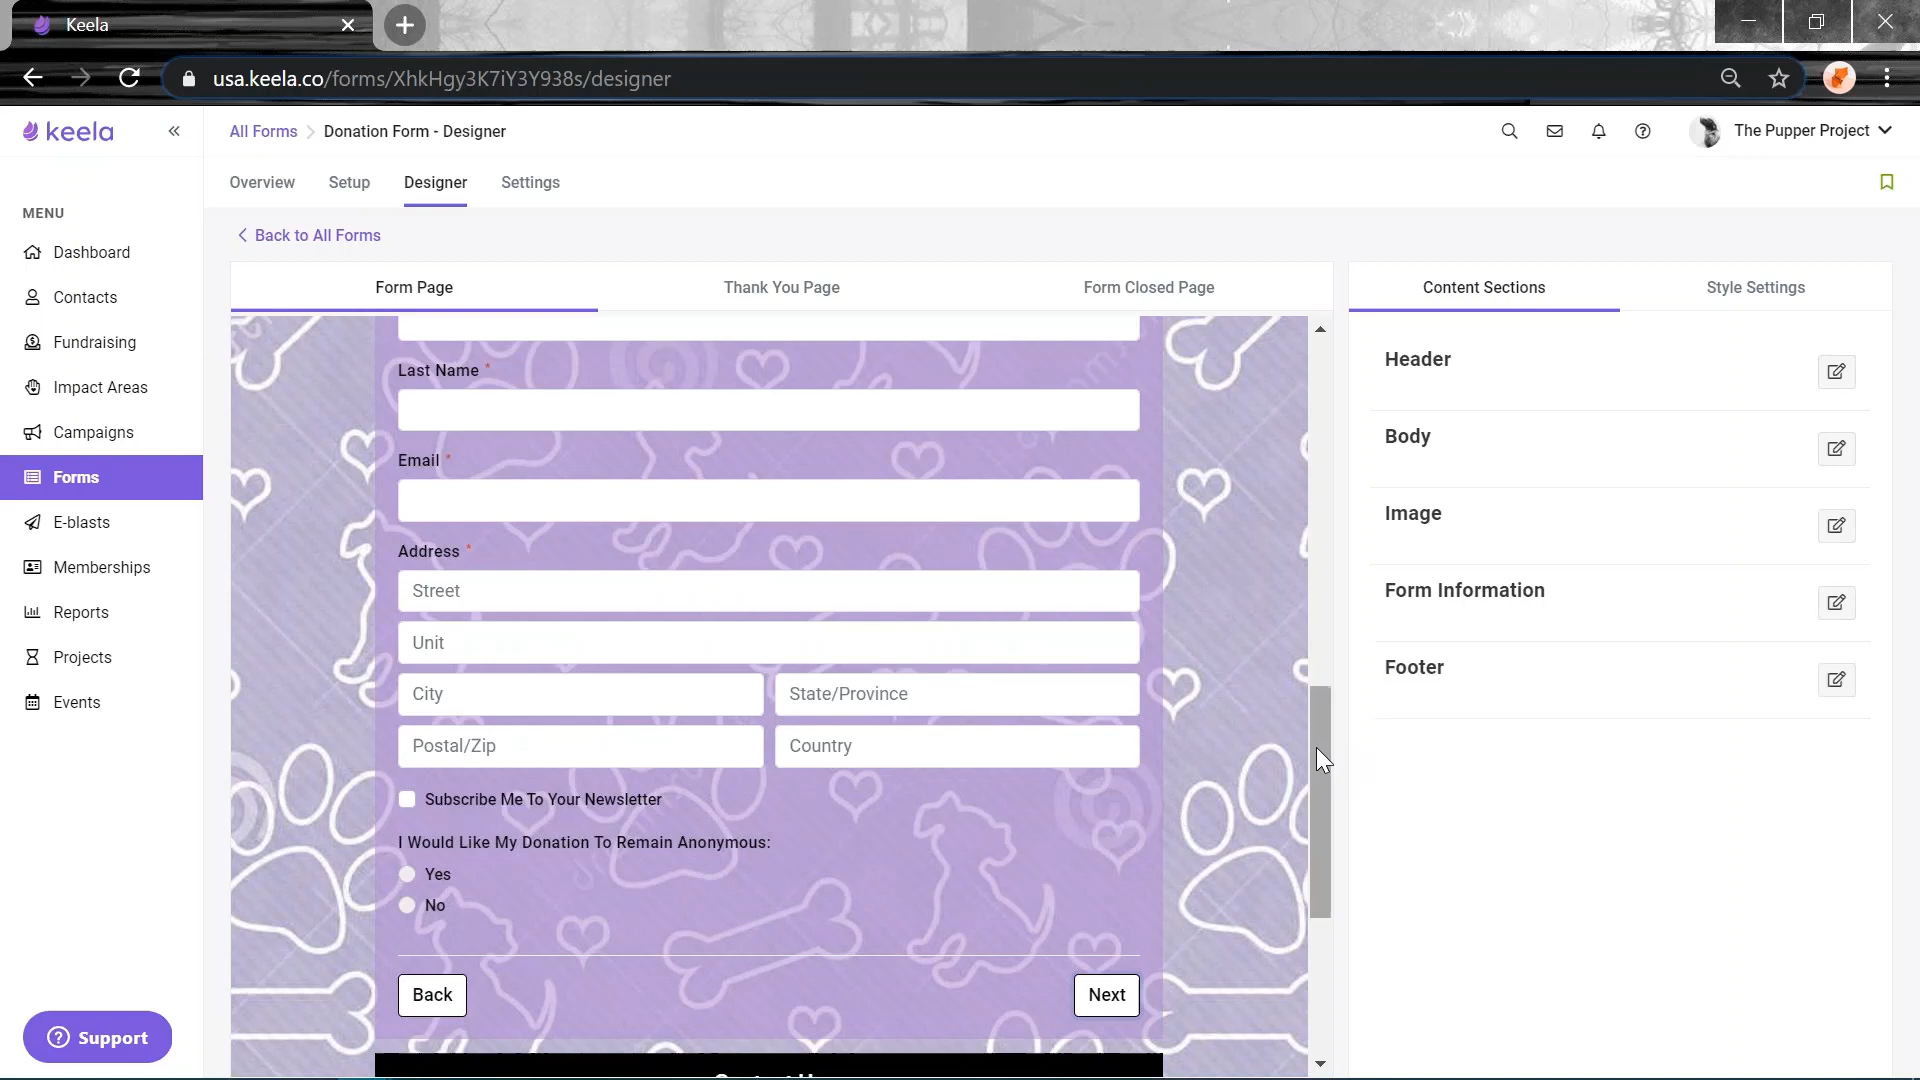 Keela
usa.keela.co/forms/XhkHgy3K7iY3Y938s/designer
keela
All Forms
Donation Form - Designer
The Pupper Project
Overview
Setup
Designer
Settings
MENU
Dashboard
Contacts
Fundraising
Impact Areas
Campaigns
Forms
E-blasts
Memberships
Reports
Projects
Events
Support
Back to All Forms
Form Page
Thank You Page
Form Closed Page
Last Name *
Email *
Address *
Street
Unit
City
State/Province
Postal/Zip
Country
Subscribe Me To Your Newsletter
I Would Like My Donation To Remain Anonymous:
Yes
No
Back
Next
Content Sections
Style Settings
Header
Body
Image
Form Information
Footer